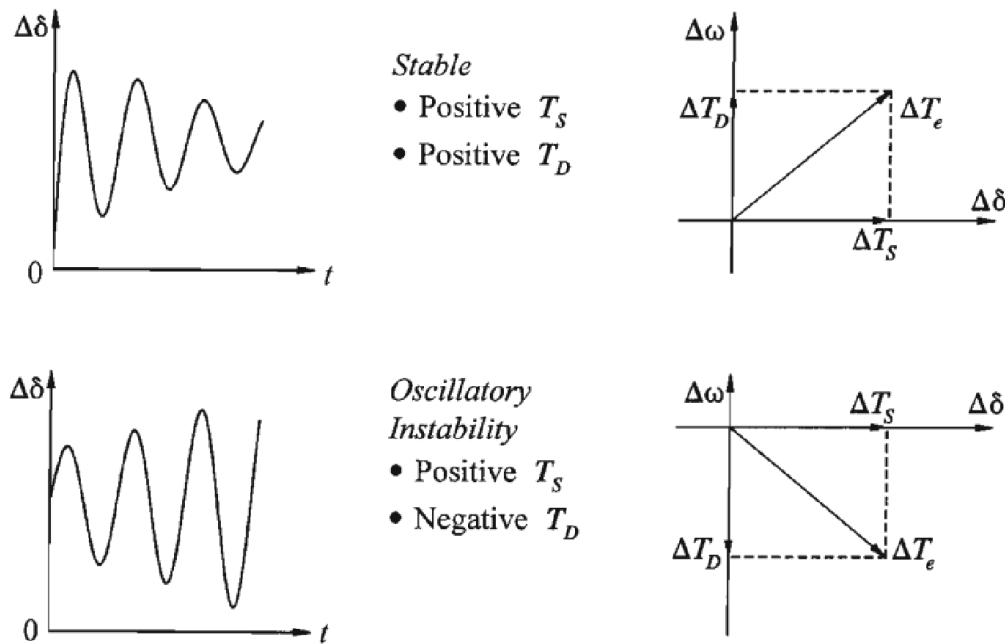 Δδ
0
t
Stable
• Positive T_S
• Positive T_D
Δω
ΔT_D
ΔT_e
Δδ
ΔT_S
Δδ
0
t
Oscillatory
Instability
• Positive T_S
• Negative T_D
Δω
ΔT_S
Δδ
ΔT_D
ΔT_e